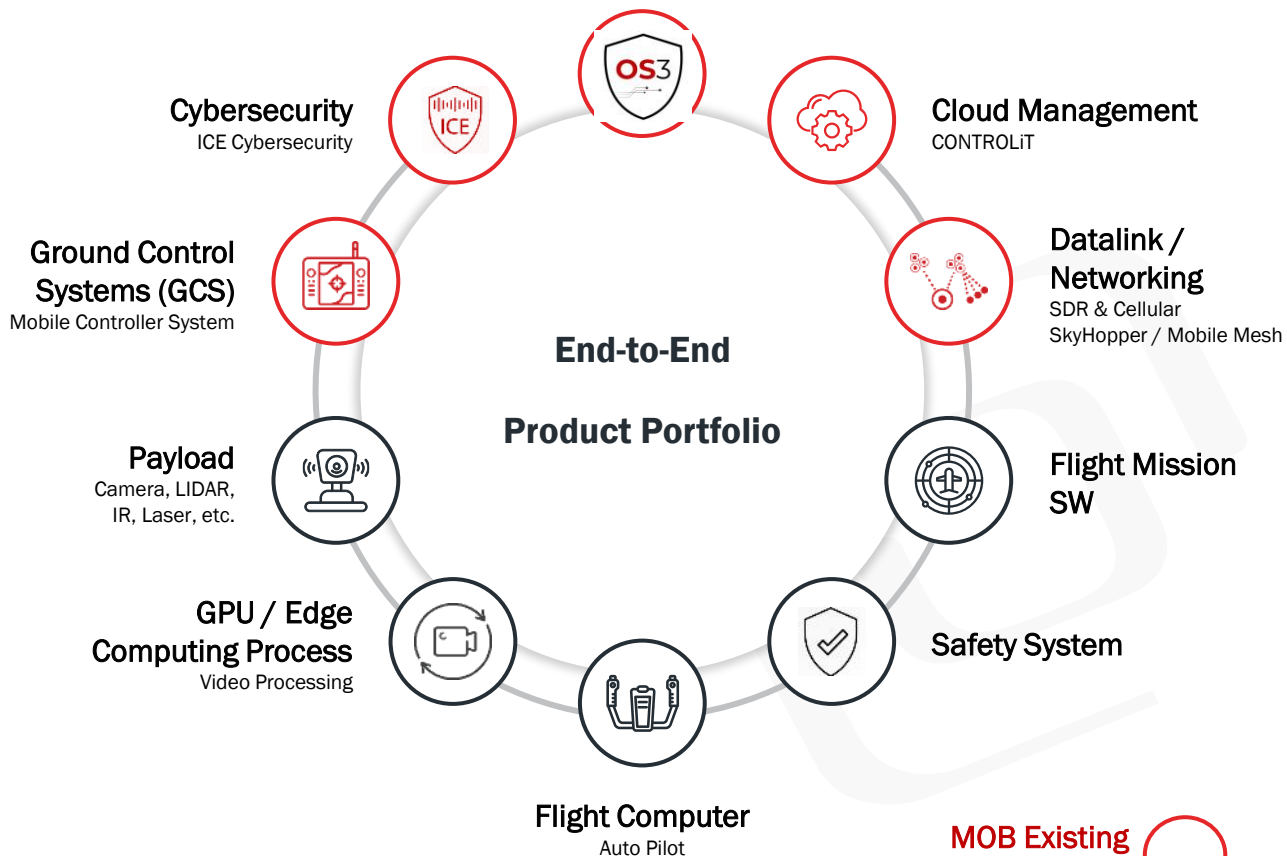 OS3
Cybersecurity
ICE Cybersecurity
ICE
Cloud Management
CONTROLiT
Ground Control
Systems (GCS)
Mobile Controller System
Datalink /
Networking
SDR & Cellular
SkyHopper / Mobile Mesh
End-to-End
Product Portfolio
Payload
Camera, LIDAR,
IR, Laser, etc.
Flight Mission
SW
GPU / Edge
Computing Process
Video Processing
Safety System
Flight Computer
Auto Pilot
MOB Existing